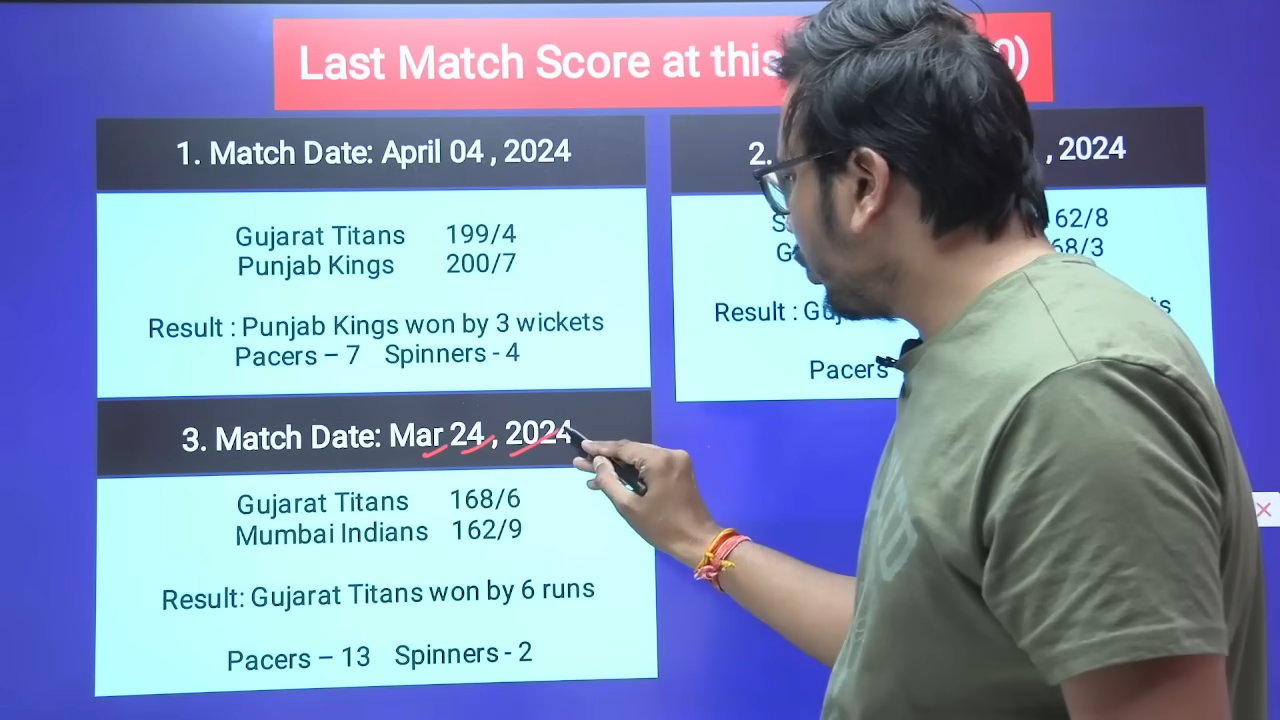 Last Match Score at this 0)
1. Match Date: April 04 , 2024
Gujarat Titans 199/4
Punjab Kings 200/7
Result : Punjab Kings won by 3 wickets
Pacers – 7 Spinners - 4
2. , 2024
62/8
68/3
Result :
Pacers
3. Match Date: Mar 24 , 2024
Gujarat Titans 168/6
Mumbai Indians 162/9
Result: Gujarat Titans won by 6 runs
Pacers – 13 Spinners - 2